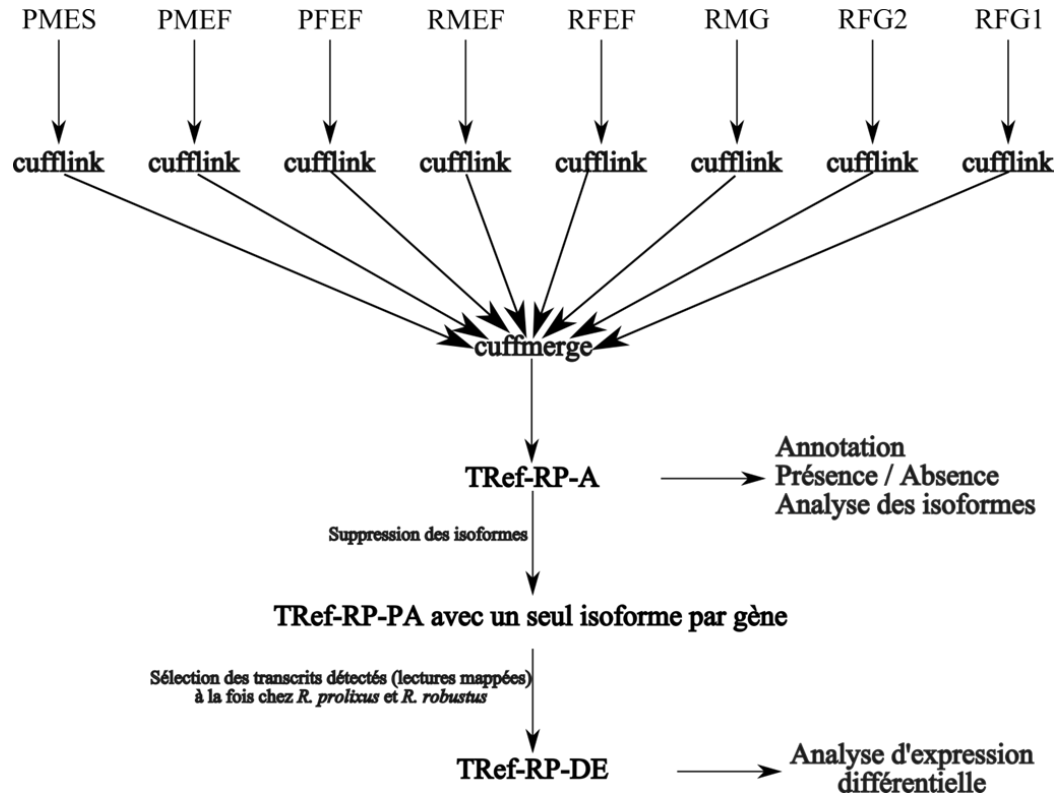 PMES PMEF PFEF RMEF RFEF RMG RFG2 RFG1
cufflink cufflink cufflink cufflink cufflink cufflink cufflink cufflink
cuffmerge
TRef-RP-A
Annotation
Présence / Absence
Analyse des isoformes
Suppression des isoformes
TRef-RP-PA avec un seul isoforme par gène
Sélection des transcrits détectés (lectures mappées)
à la fois chez R. prolixus et R. robustus
TRef-RP-DE
Analyse d'expression
différentielle